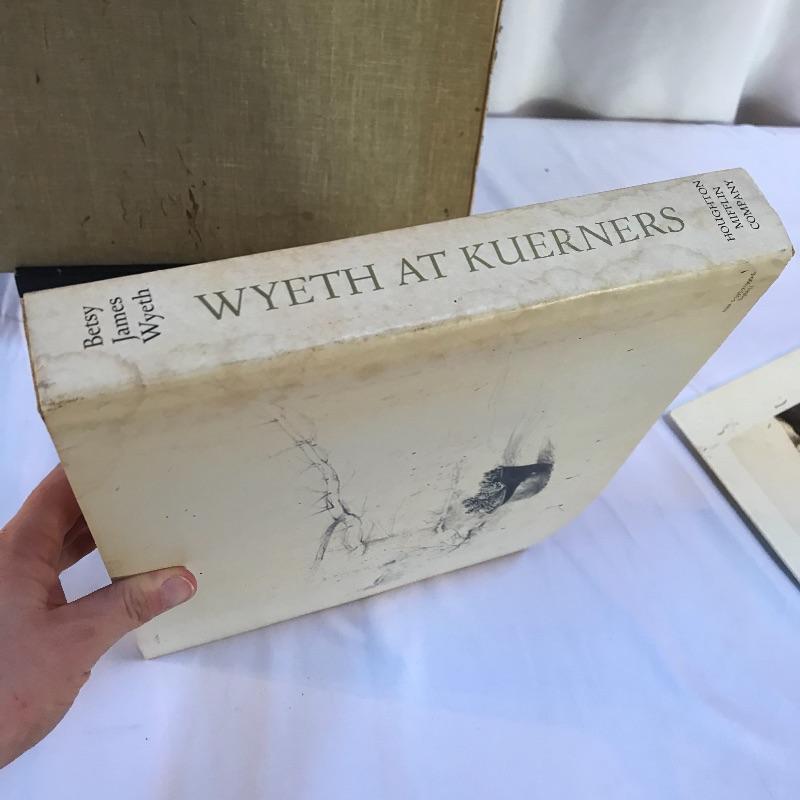 Betsy
James
Wyeth
WYETH AT KUERNERS
HOUGHTON
MIFFLIN
COMPANY